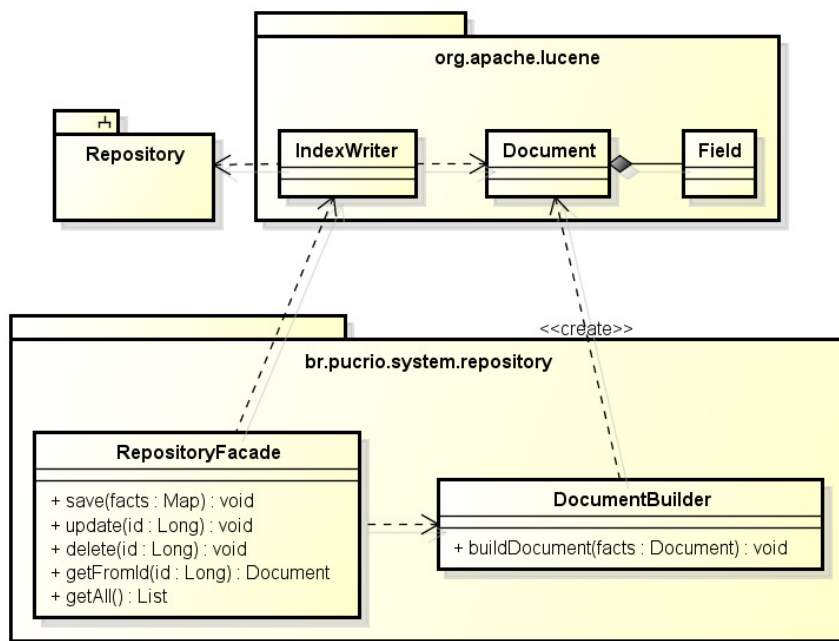 org.apache.lucene
Repository
IndexWriter
Document
Field
<<create>>
br.pucrio.system.repository
RepositoryFacade
+ save(facts : Map) : void
+ update(id : Long) : void
+ delete(id : Long) : void
+ getFromId(id : Long) : Document
+ getAll() : List
DocumentBuilder
+ buildDocument(facts : Document) : void